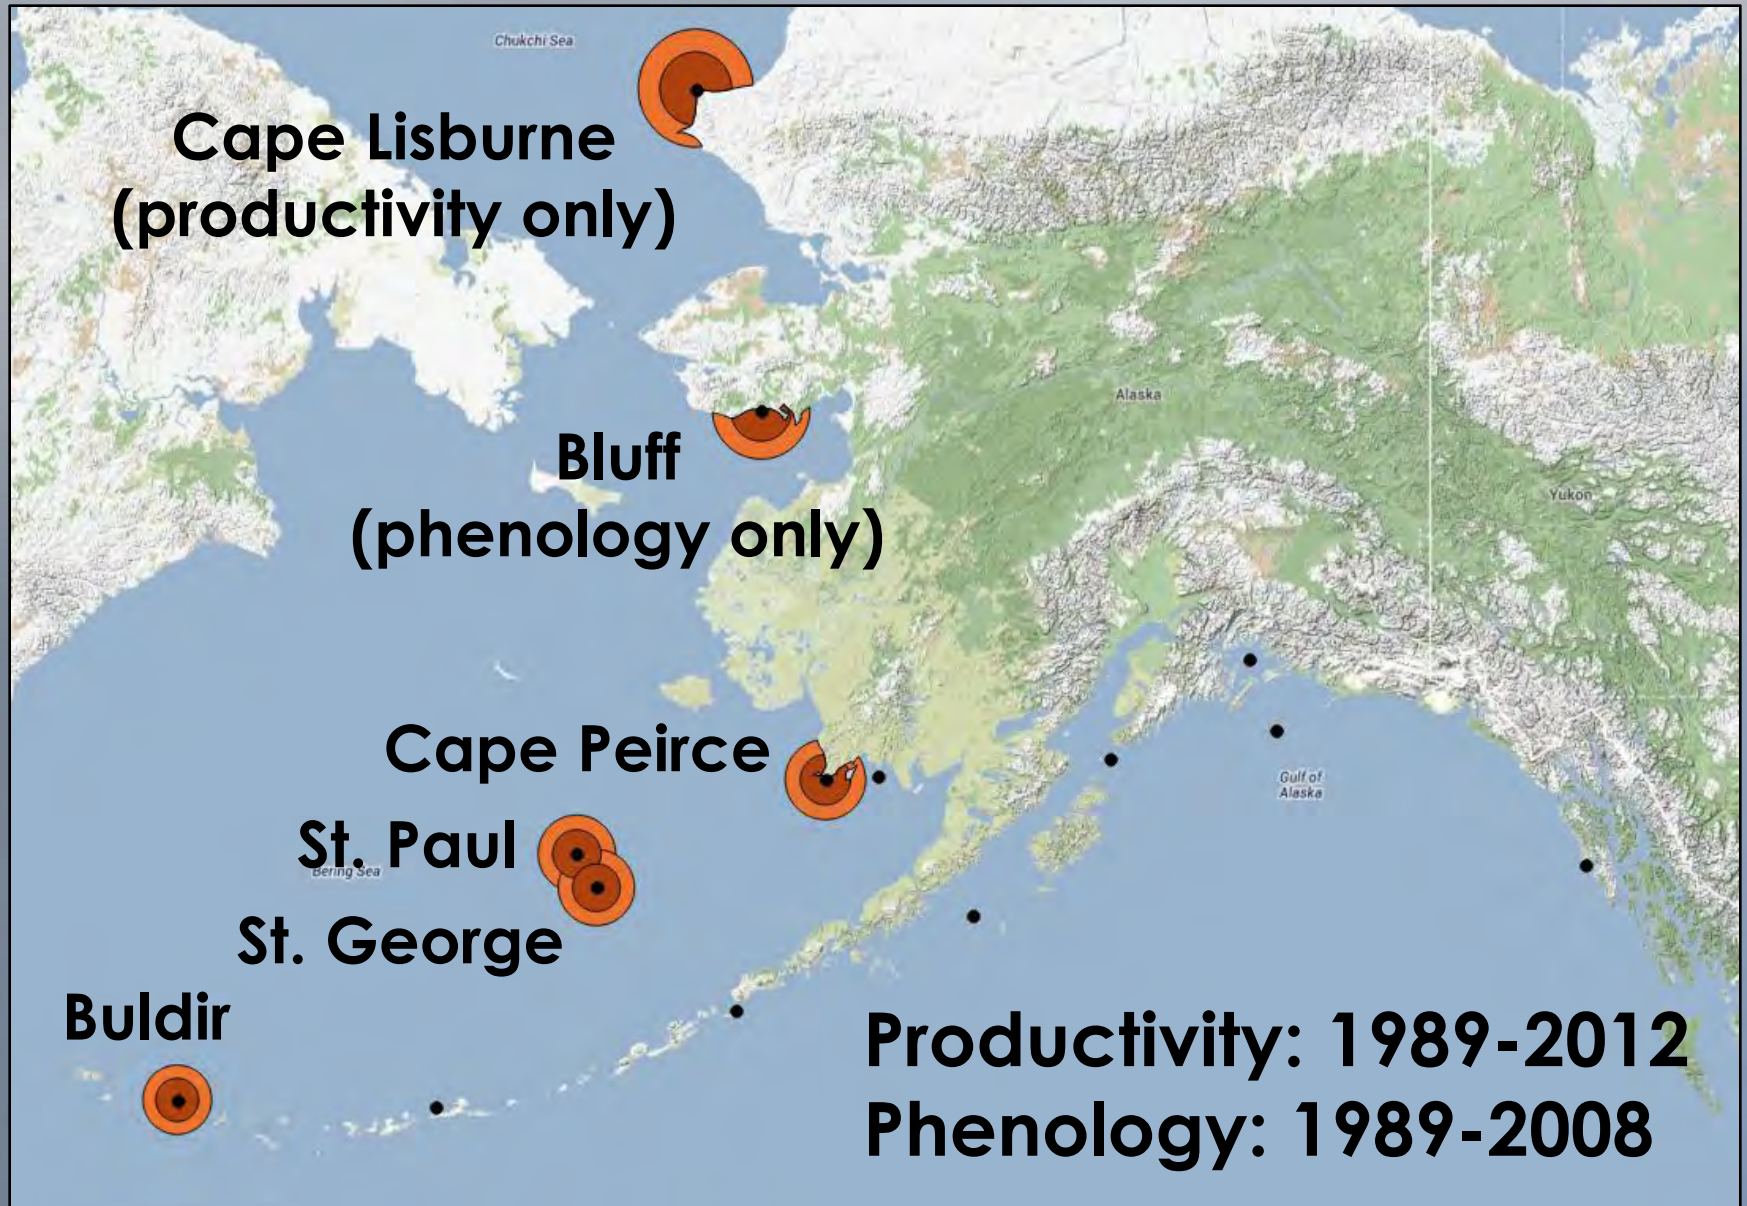 Chukchi Sea
Cape Lisburne
(productivity only)
Alaska
Bluff
Yukon
(phenology only)
Cape Peirce
Gulf of
Alaska
St. Paul
Bering Sea
St. George
Buldir
Productivity: 1989-2012
Phenology: 1989-2008